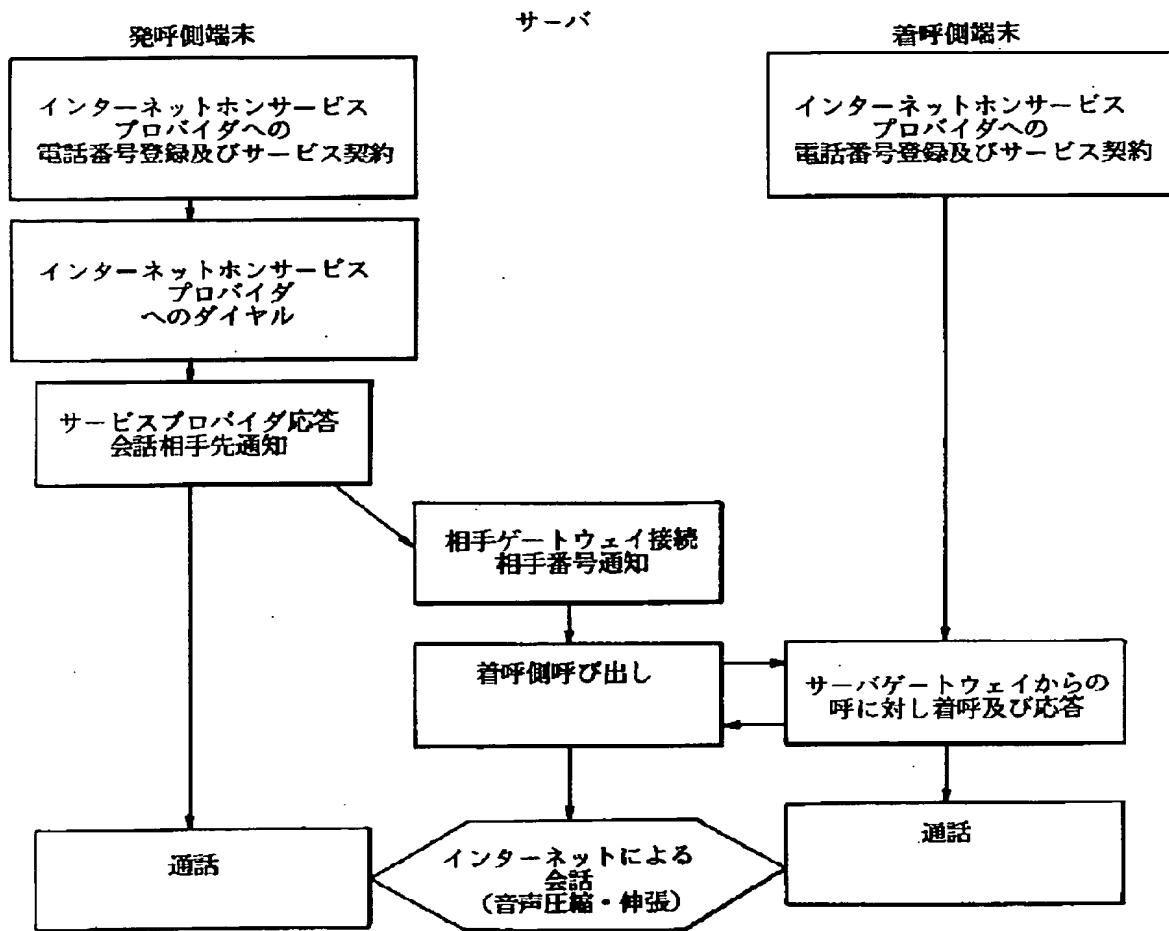 サーバ
発呼側端末
着呼側端末
インターネットホンサービス
プロバイダへの
電話番号登録及びサービス契約
インターネットホンサービス
プロバイダへの
電話番号登録及びサービス契約
インターネットホンサービス
プロバイダ
へのダイヤル
サービスプロバイダ応答
会話相手先通知
相手ゲートウェイ接続
相手番号通知
着呼側呼び出し
サーバゲートウェイからの
呼に対し着呼及び応答
通話
インターネットによる
会話
(音声圧縮・伸張)
通話